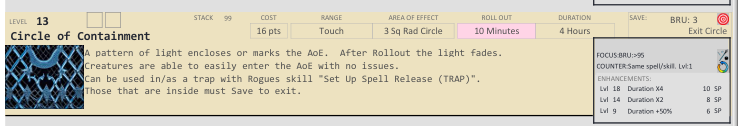 LEVEL 13 STACK 99 COST RANGE AREA OF EFFECT ROLL OUT DURATION SAVE: BRU: 3
Circle of Containment 16 pts Touch 3 Sq Rad Circle 10 Minutes 4 Hours Exit Circle
A pattern of light encloses or marks the AoE. After Rollout the light fades.
Creatures are able to easily enter the AoE with no issues.
Can be used in/as a trap with Rogues skill "Set Up Spell Release (TRAP)".
Those that are inside must Save to exit.
FOCUS:BRU:>95
COUNTER:Same spell/skill. Lvl:1
ENHANCEMENTS:
Lvl 18 Duration X4 10 SP
Lvl 14 Duration X2 8 SP
Lvl 9 Duration +50% 6 SP